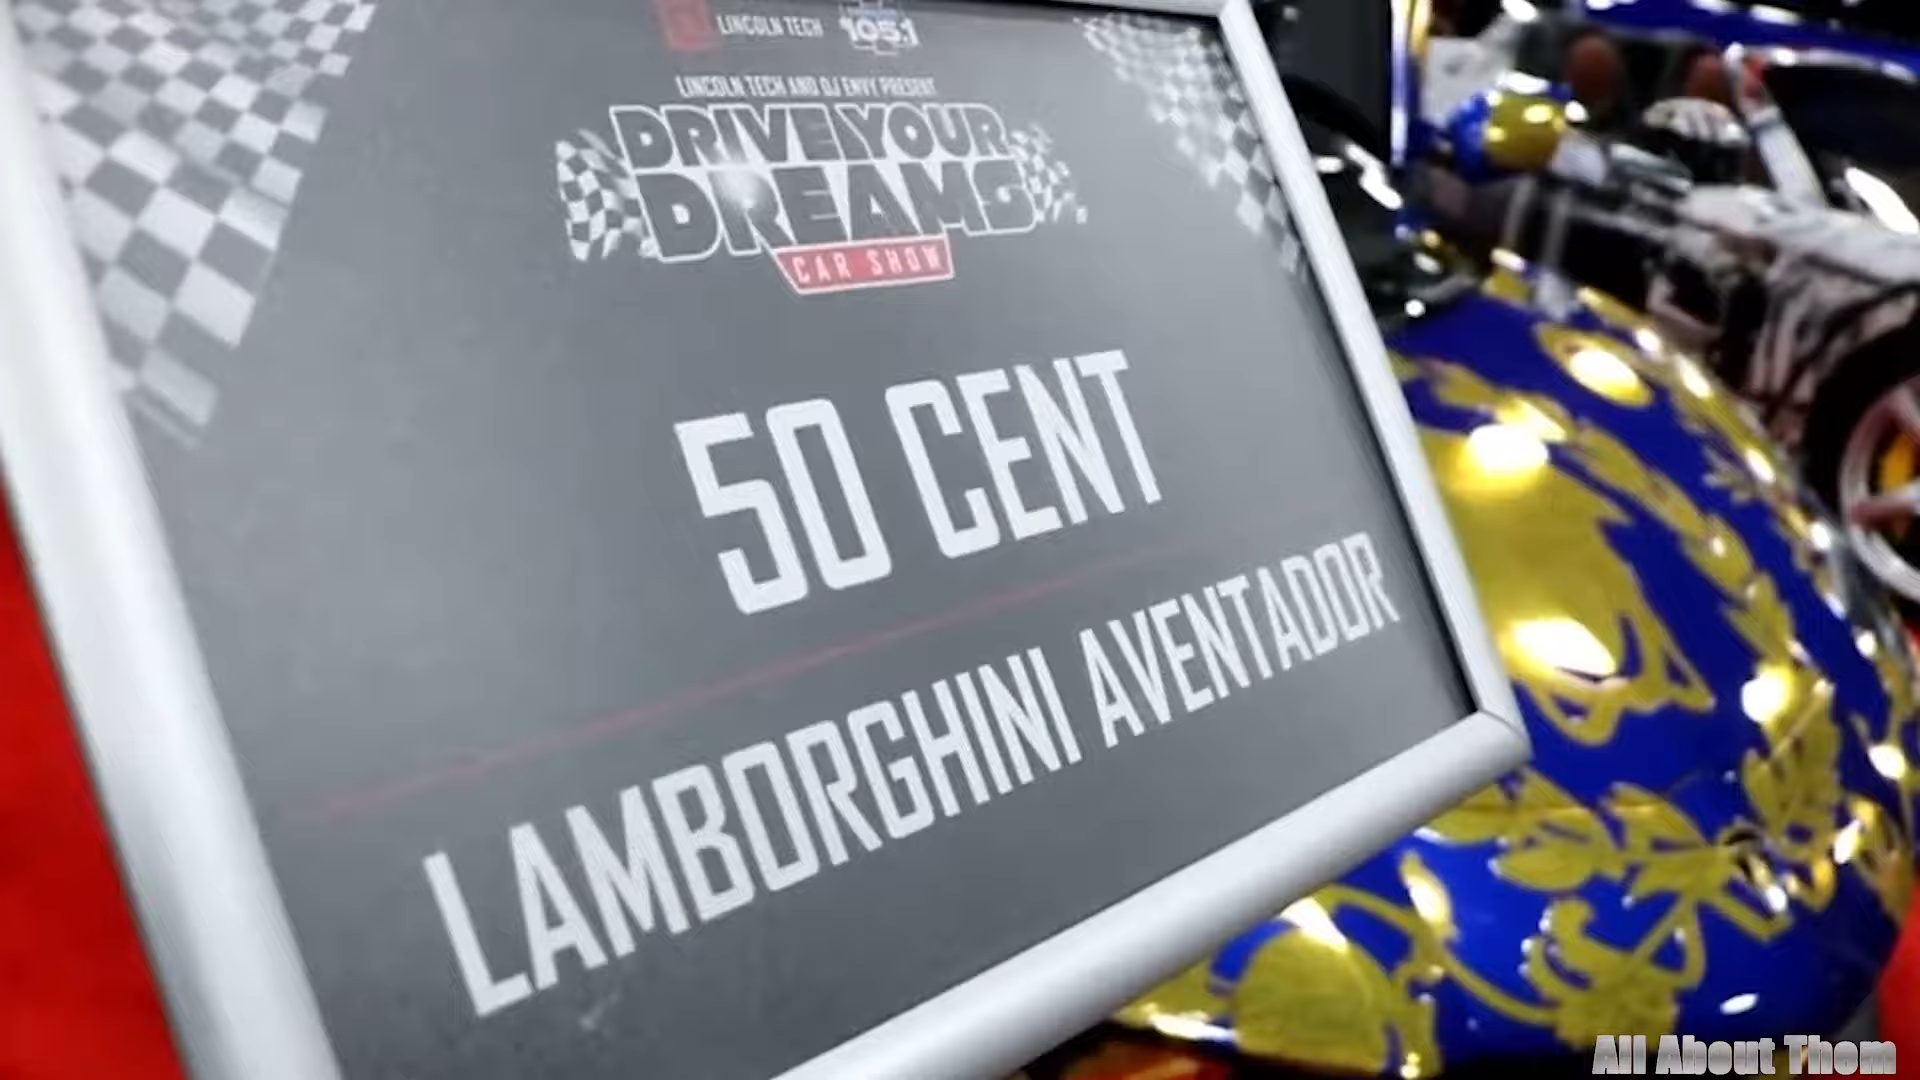 LINCOLN TECH
105.1
LINCOLN TECH AND DJ ENVY PRESENT
DRIVE YOUR
DREAMS
CAR SHOW
50 CENT
LAMBORGHINI AVENTADOR
All About Them